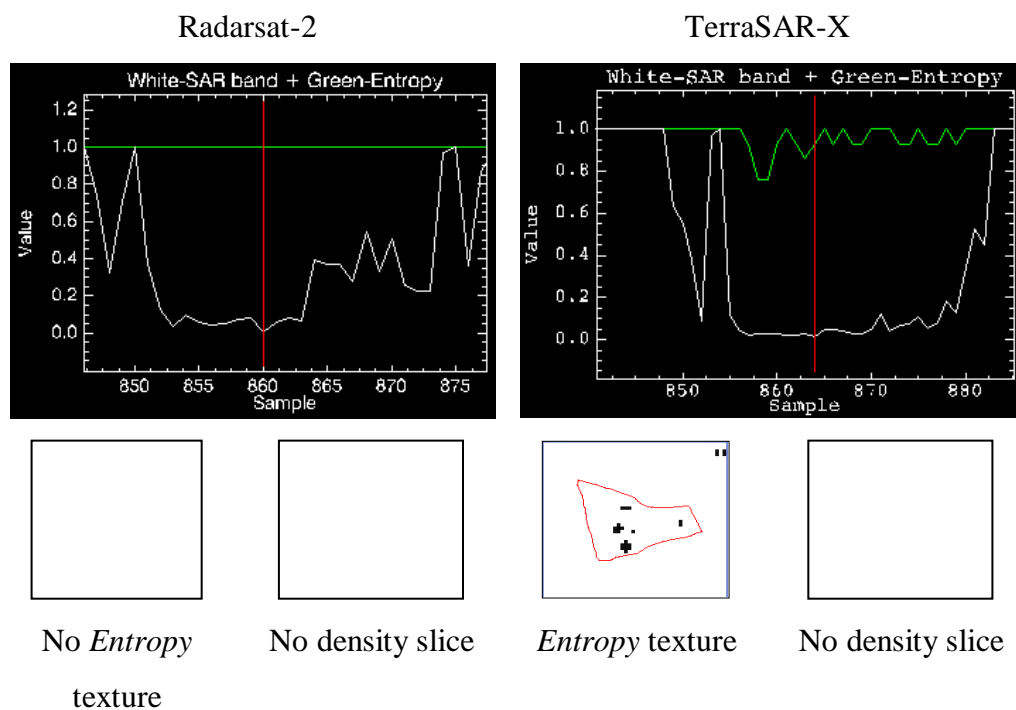 Radarsat-2
TerraSAR-X
White-SAR band + Green-Entropy
Value
1.2
1.0
0.8
0.6
0.4
0.2
0.0
850 855 860 865 870 875
Sample
White-SAR band + Green-Entropy
Value
1.0
0.8
0.6
0.4
0.2
0.0
850 860 870 880
Sample
No Entropy texture
No density slice
Entropy texture
No density slice